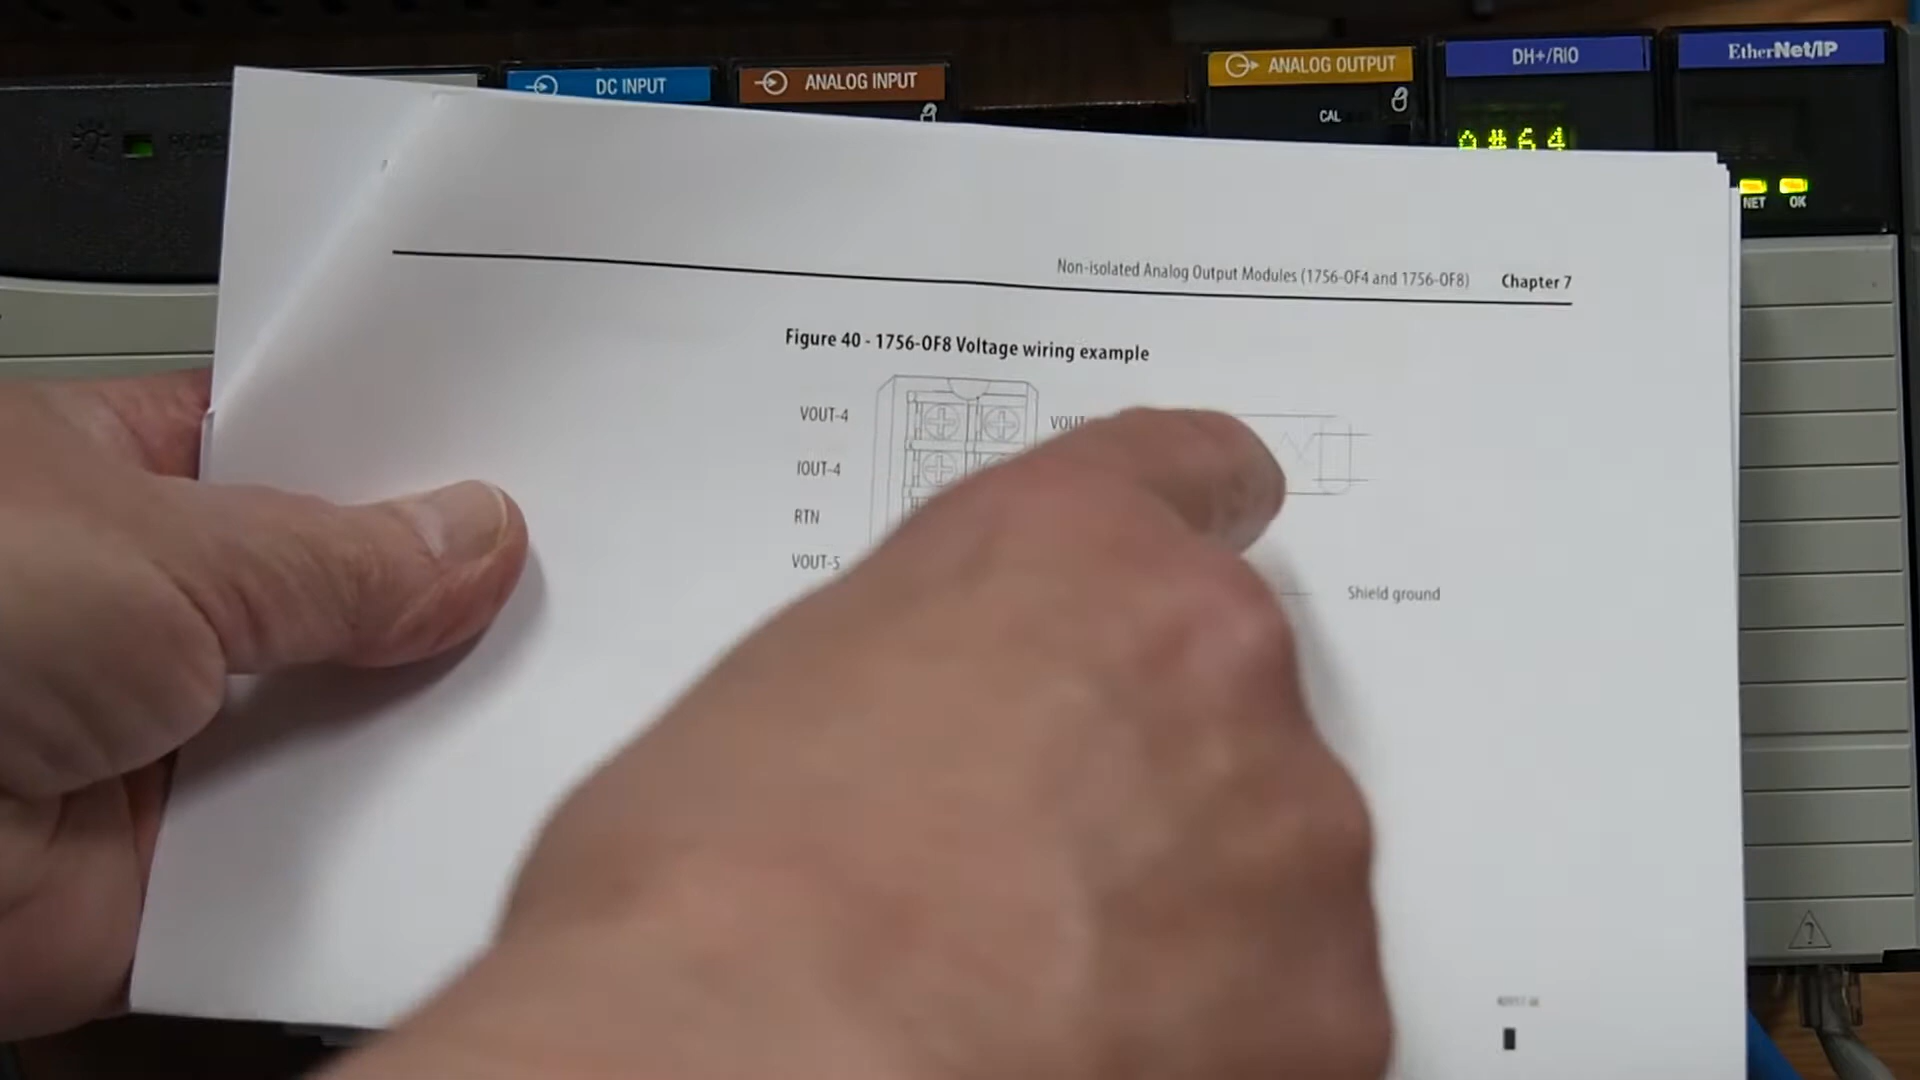 DC INPUT
ANALOG INPUT
ANALOG OUTPUT
CAL
DH+/RIO
A#64
EtherNet/IP
NET OK
Non-isolated Analog Output Modules (1756-OF4 and 1756-OF8) Chapter 7
Figure 40 - 1756-OF8 Voltage wiring example
VOUT-4
VOUT-
IOUT-4
RTN
VOUT-5
Shield ground